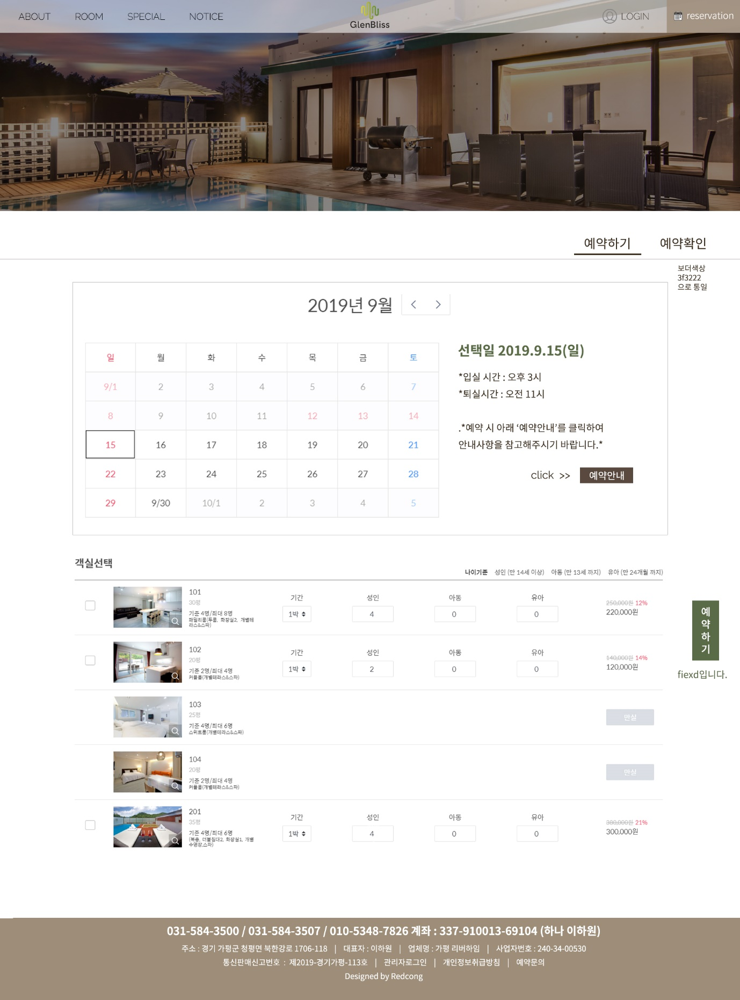 ABOUT ROOM SPECIAL NOTICE GlenBliss LOGIN reservation
예약하기 예약확인
보더색상
3f3222
으로 통일
2019년 9월 < >
일 월 화 수 목 금 토
9/1 2 3 4 5 6 7
8 9 10 11 12 13 14
15 16 17 18 19 20 21
22 23 24 25 26 27 28
29 9/30 10/1 2 3 4 5
선택일 2019.9.15(일)
*입실 시간 : 오후 3시
*퇴실시간 : 오전 11시
.*예약 시 아래 ‘예약안내’를 클릭하여
안내사항을 참고해주시기 바랍니다.*
click >> 예약안내
객실선택
나이기준 성인 (만 14세 이상) 아동 (만 13세 까지) 유아 (만 24개월 까지)
101
30평
기준 4명/최대 8명
패밀리룸(투룸, 화장실2, 개별테
라스&스파)
기간 성인 아동 유아
1박 4 0 0
250,000원 12%
220,000원
102
20평
기준 2명/최대 4명
커플룸(개별테라스&스파)
기간 성인 아동 유아
1박 2 0 0
140,000원 14%
120,000원
103
25평
기준 4명/최대 6명
스위트룸(개별테라스&스파)
만실
104
20평
기준 2명/최대 4명
커플룸(개별테라스&스파)
만실
201
35평
기준 4명/최대 6명
(복층, 더블침대2, 화장실1, 개별
수영장,스파)
기간 성인 아동 유아
1박 4 0 0
380,000원 21%
300,000원
예
약
하
기
fiexd입니다.
031-584-3500 / 031-584-3507 / 010-5348-7826 계좌 : 337-910013-69104 (하나 이하원)
주소 : 경기 가평군 청평면 북한강로 1706-118 | 대표자 : 이하원 | 업체명 : 가평 리버하임 | 사업자번호 : 240-34-00530
통신판매신고번호 : 제2019-경기가평-113호 | 관리자로그인 | 개인정보취급방침 | 예약문의
Designed by Redcong